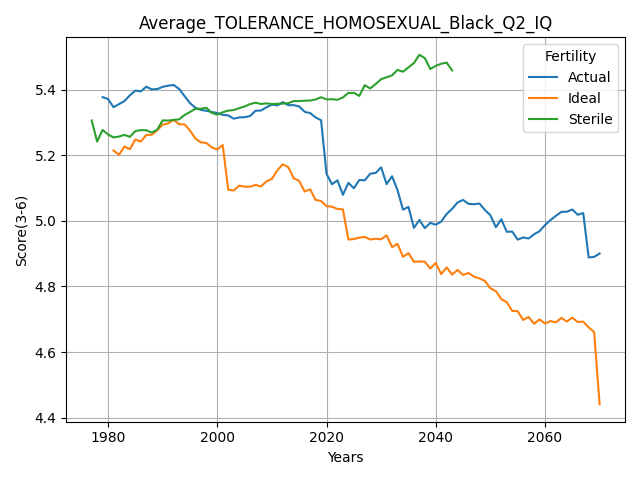 Average_TOLERANCE_HOMOSEXUAL_Black_Q2_IQ
Fertility
Actual
Ideal
Sterile
Score(3-6)
5.4
5.2
5.0
4.8
4.6
4.4
1980 2000 2020 2040 2060
Years